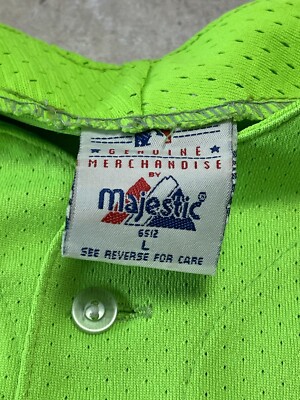 GENUINE
MERCHANDISE
BY
Majestic®
6512
L
SEE REVERSE FOR CARE